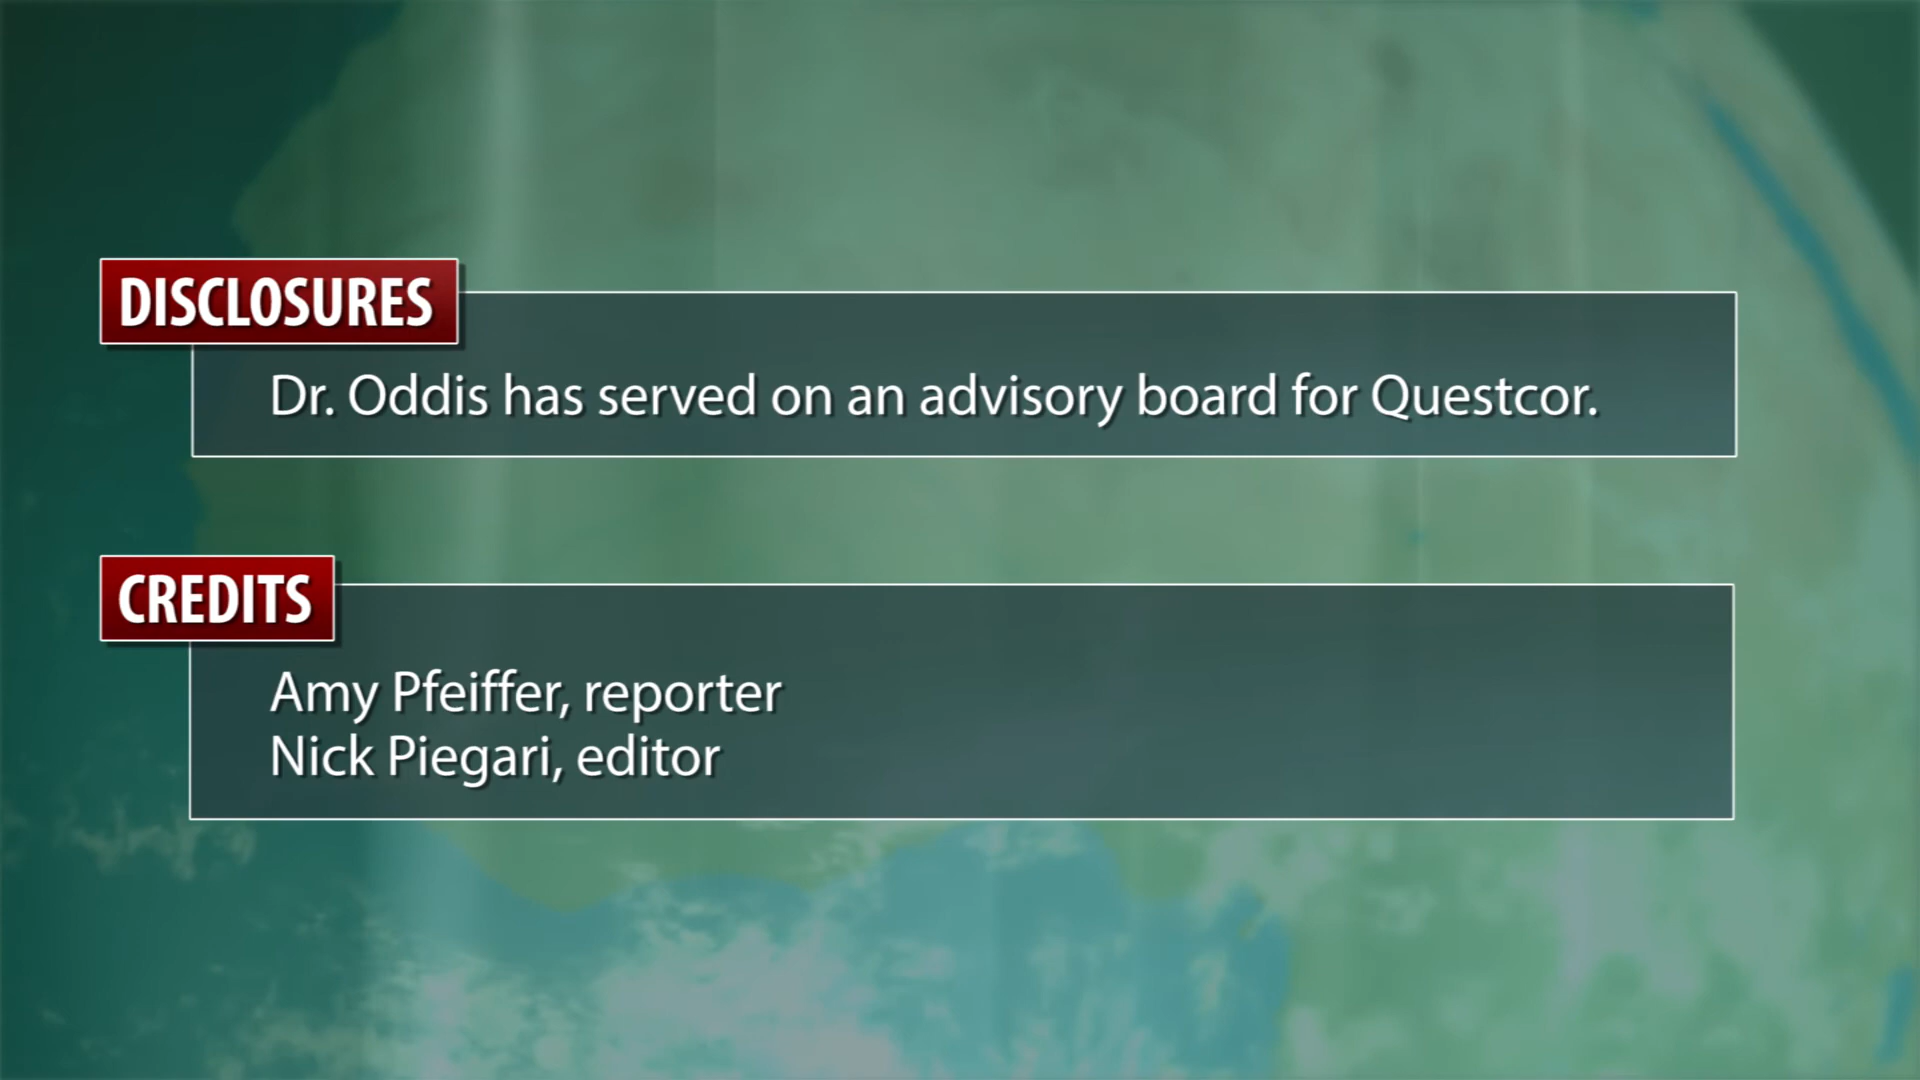 DISCLOSURES
Dr. Oddis has served on an advisory board for Questcor.
CREDITS
Amy Pfeiffer, reporter
Nick Piegari, editor